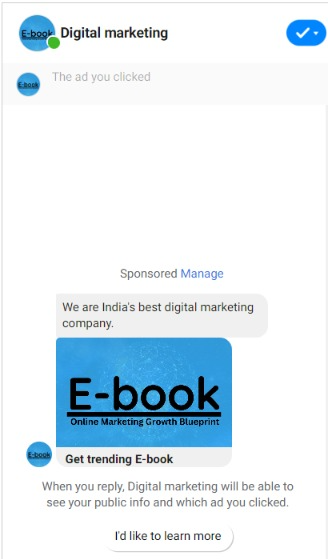 E-book
Digital marketing
E-book
The ad you clicked
Sponsored Manage
We are India's best digital marketing
company.
E-book
Online Marketing Growth Blueprint
E-book
Get trending E-book
When you reply, Digital marketing will be able to
see your public info and which ad you clicked.
I'd like to learn more